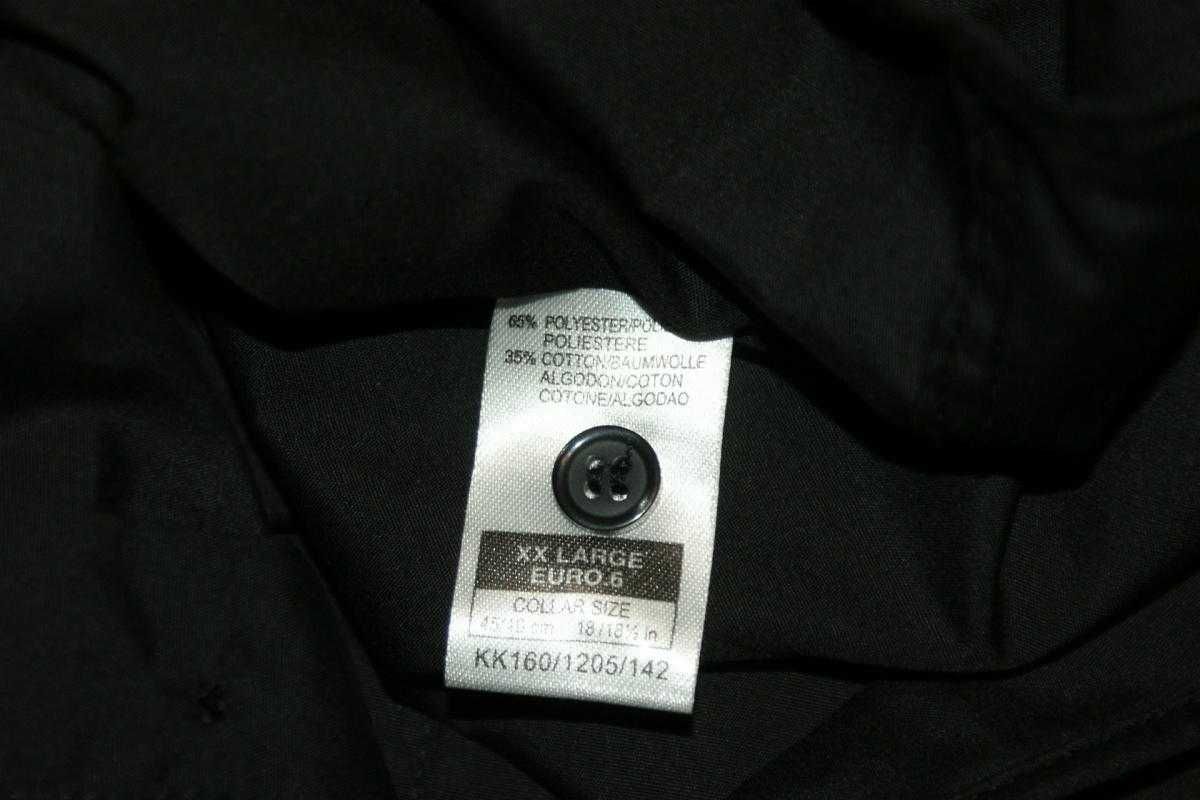 65% POLYESTER/POLI
POLIESTERE
35% COTTON/BAUMWOLLE
ALGODON/COTON
COTONE/ALGODAO
XX LARGE
EURO-6
COLLAR SIZE
cm 18/18½ in
KK160/1205/142